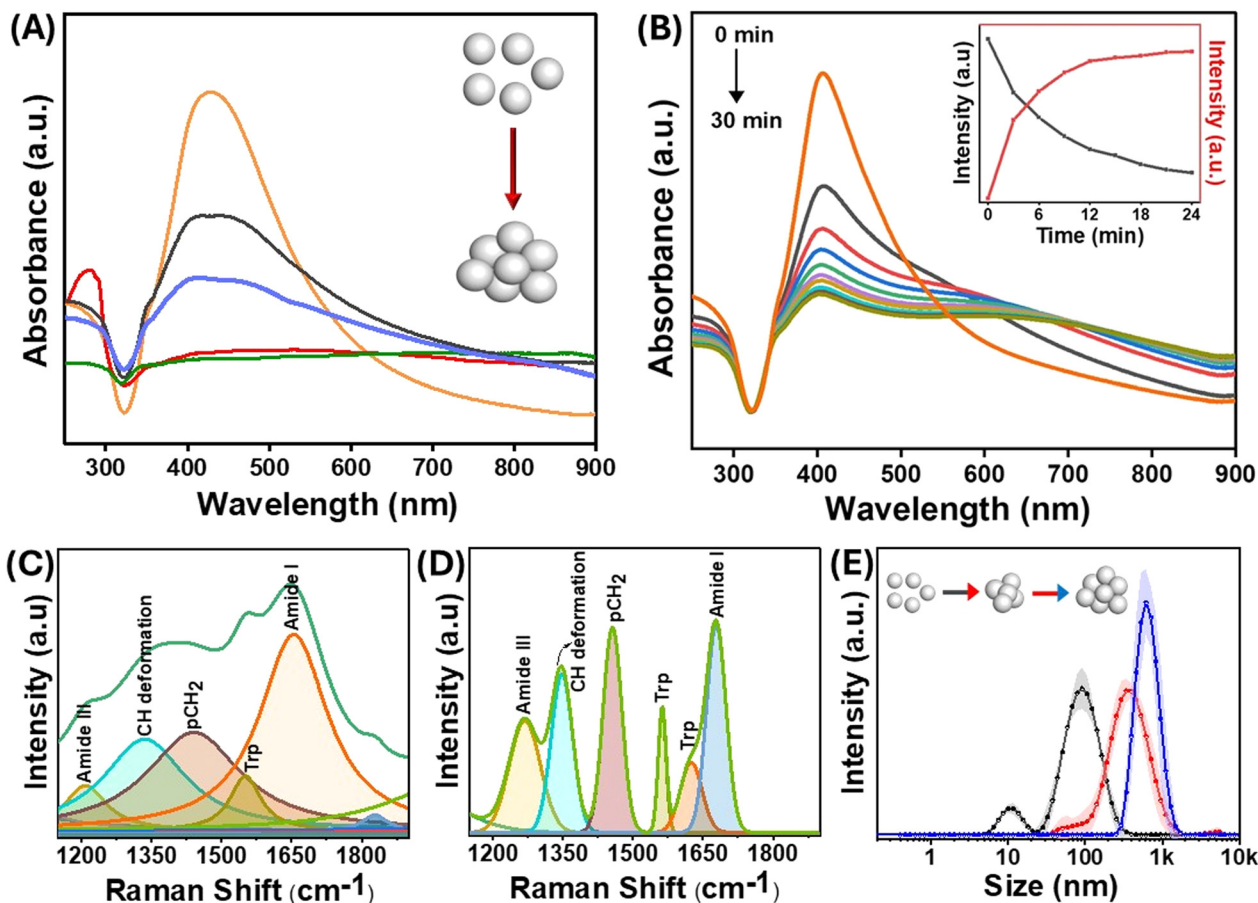 (A)
Absorbance (a.u.)
300 400 500 600 700 800 900
Wavelength (nm)
(B)
0 min
30 min
Absorbance (a.u.)
300 400 500 600 700 800 900
Wavelength (nm)
Intensity (a.u)
Intensity (a.u.)
0 6 12 18 24
Time (min)
(C)
Intensity (a.u)
Amide III
CH deformation
pCH2
Trp
Amide I
1200 1350 1500 1650 1800
Raman Shift (cm-1)
(D)
Intensity (a.u)
Amide III
CH deformation
pCH2
Trp
Trp
Amide I
1200 1350 1500 1650 1800
Raman Shift (cm-1)
(E)
Intensity (a.u.)
1 10 100 1k 10k
Size (nm)